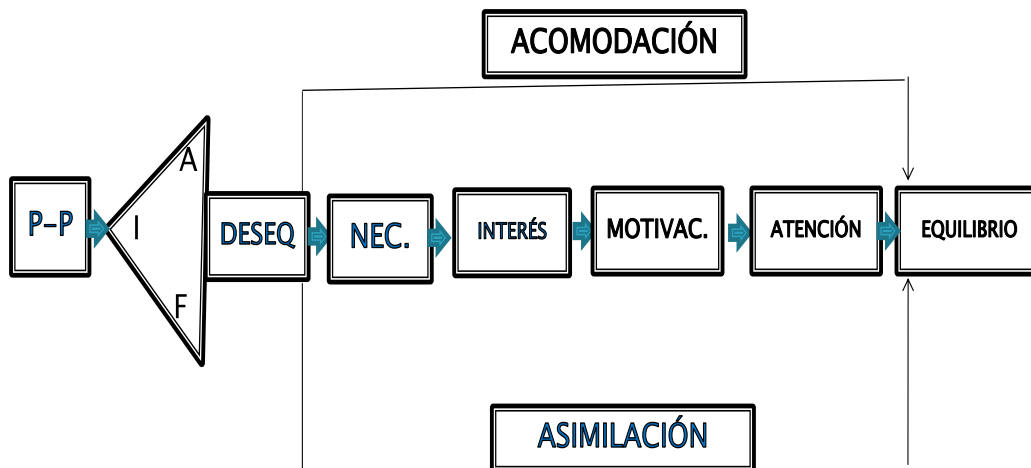 ACOMODACIÓN
A
P-P
I
DESEQ
NEC.
INTERÉS
MOTIVAC.
ATENCIÓN
EQUILIBRIO
F
ASIMILACIÓN